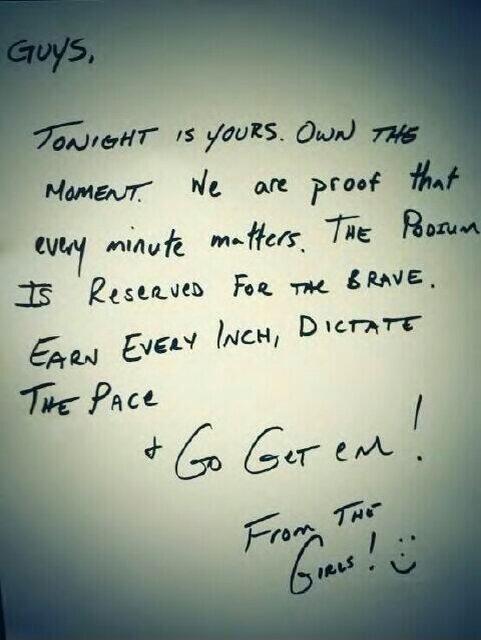 GUYS,
TONIGHT IS YOURS. OWN THE
MOMENT. We are proof that
every minute matters. THE PODIUM
IS RESERVED FOR THE BRAVE.
EARN EVERY INCH, DICTATE
THE PACE
+ GO GET EM!
FROM THE
GIRLS! :)